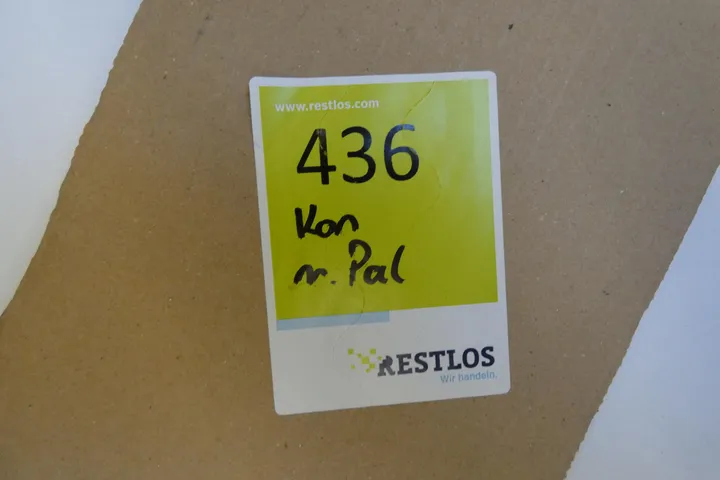 www.restlos.com
436
Kon
m. Pal
RESTLOS
Wir handeln.